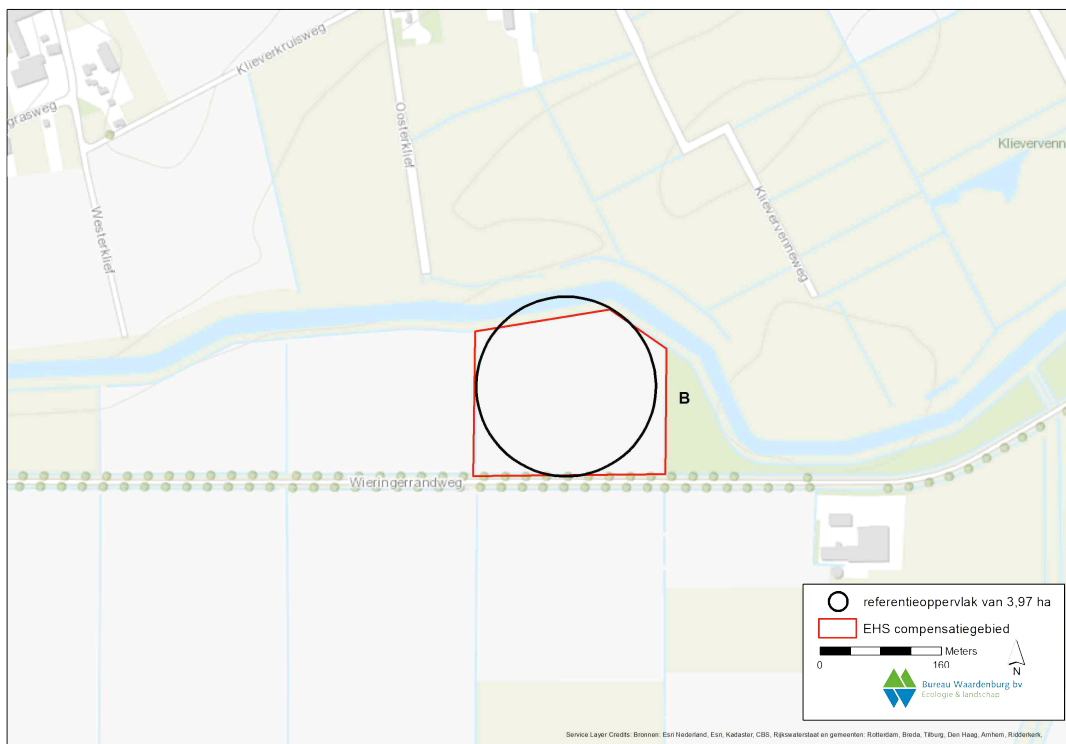 Klieverkruisweg
grasweg
Oosterklief
Klievervenn
Westerklief
Klievervenneweg
B
Wieringerrandweg
referentieoppervlak van 3,97 ha
EHS compensatiegebied
Meters
0 160
N
Bureau Waardenburg bv
Ecologie & landschap
Service Layer Credits: Bronnen: Esri Nederland, Esri, Kadaster, CBS, Rijkswaterstaat en gemeenten: Rotterdam, Breda, Tilburg, Den Haag, Arnhem, Ridderkerk,